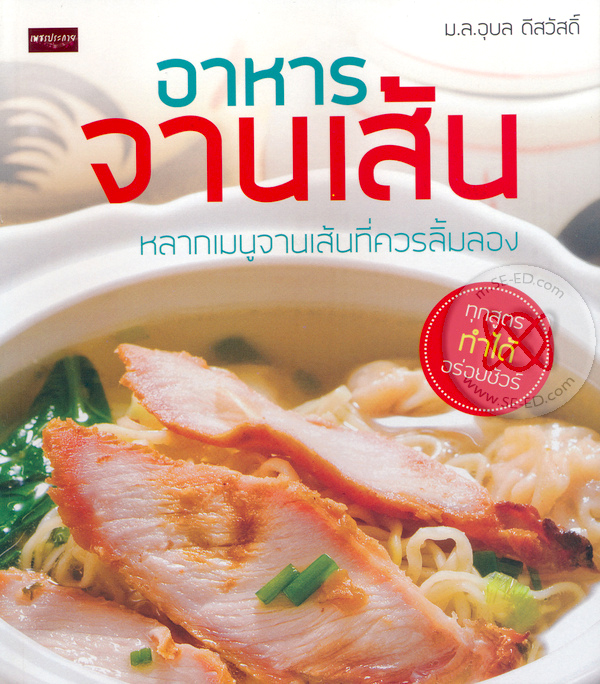 เพชรประกาย
ม.ล.อุบล ดีสวัสดิ์
อาหาร
จานเส้น
หลากเมนูจานเส้นที่ควรลิ้มลอง
m-SE-ED.com
ทุกสูตร
ทำได้
อร่อยชัวร์
www.SE-ED.com